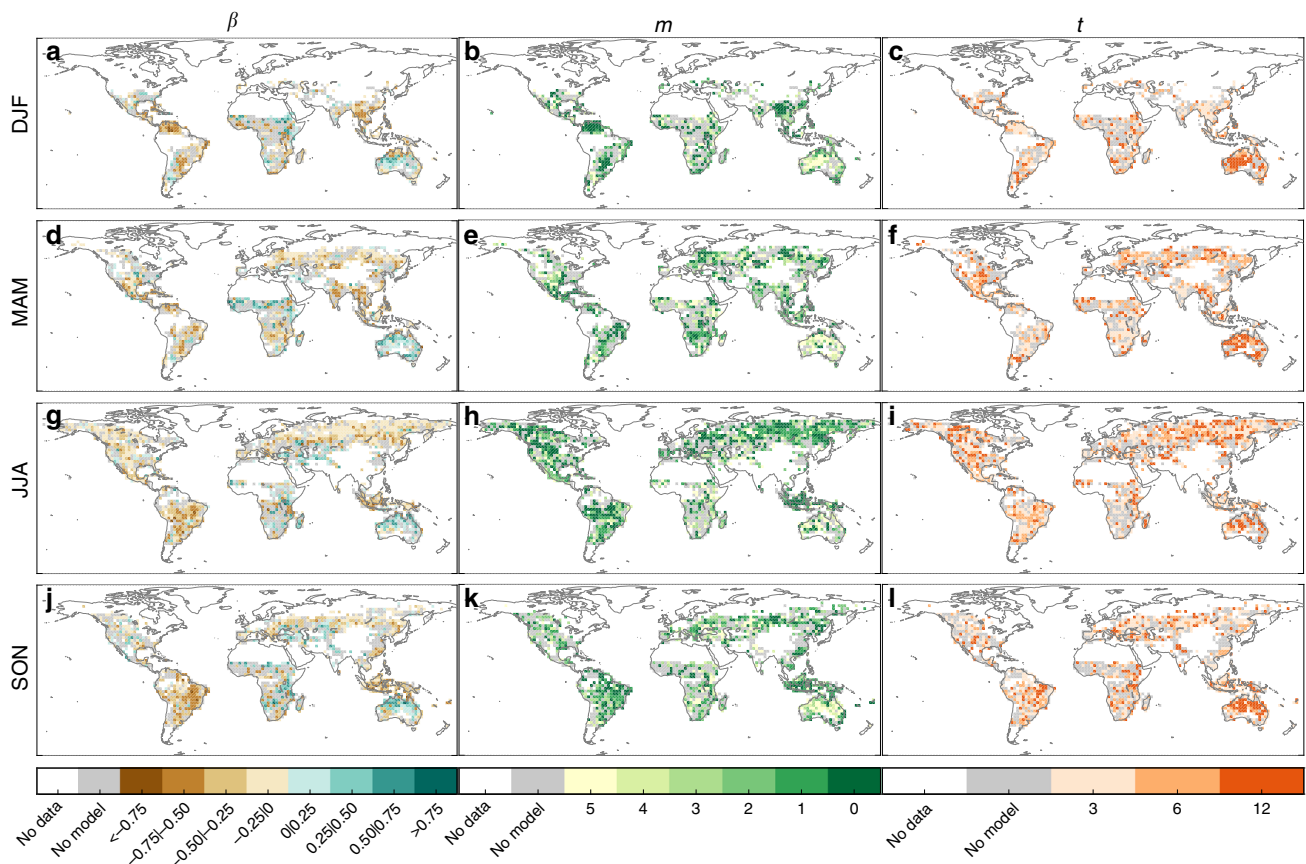 β m t
DJF
a b c
MAM
d e f
JJA
g h i
SON
j k l
No data No model <–0.75 –0.75|–0.50 –0.50|–0.25 –0.25|0 0|0.25 0.25|0.50 0.50|0.75 >0.75 No data No model 5 4 3 2 1 0 No data No model 3 6 12